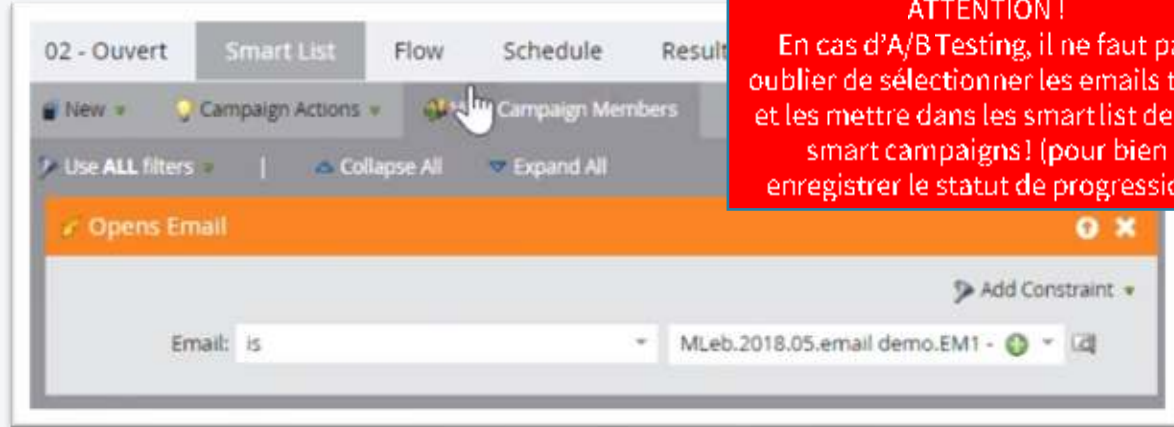 ATTENTION !
En cas d'A/B Testing, il ne faut pa
oublier de sélectionner les emails t
et les mettre dans les smart list de
smart campaigns! (pour bien
enregistrer le statut de progressio
02 - Ouvert Smart List Flow Schedule Result
New Campaign Actions Campaign Members
Use ALL filters | Collapse All Expand All
Opens Email
Add Constraint
Email: is MLeb.2018.05.email demo.EM1 -